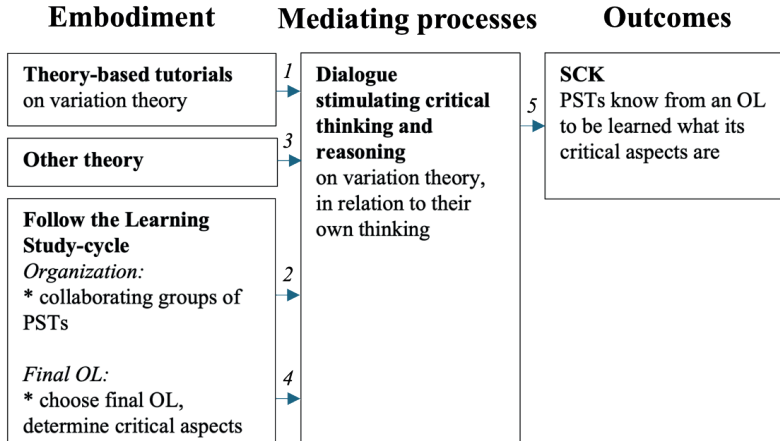 Embodiment
Mediating processes
Outcomes
Theory-based tutorials
on variation theory
1
Other theory
3
Follow the Learning
Study-cycle
Organization:
* collaborating groups of
PSTs
2
Final OL:
* choose final OL,
determine critical aspects
4
Dialogue
stimulating critical
thinking and
reasoning
on variation theory,
in relation to their
own thinking
5
SCK
PSTs know from an OL
to be learned what its
critical aspects are